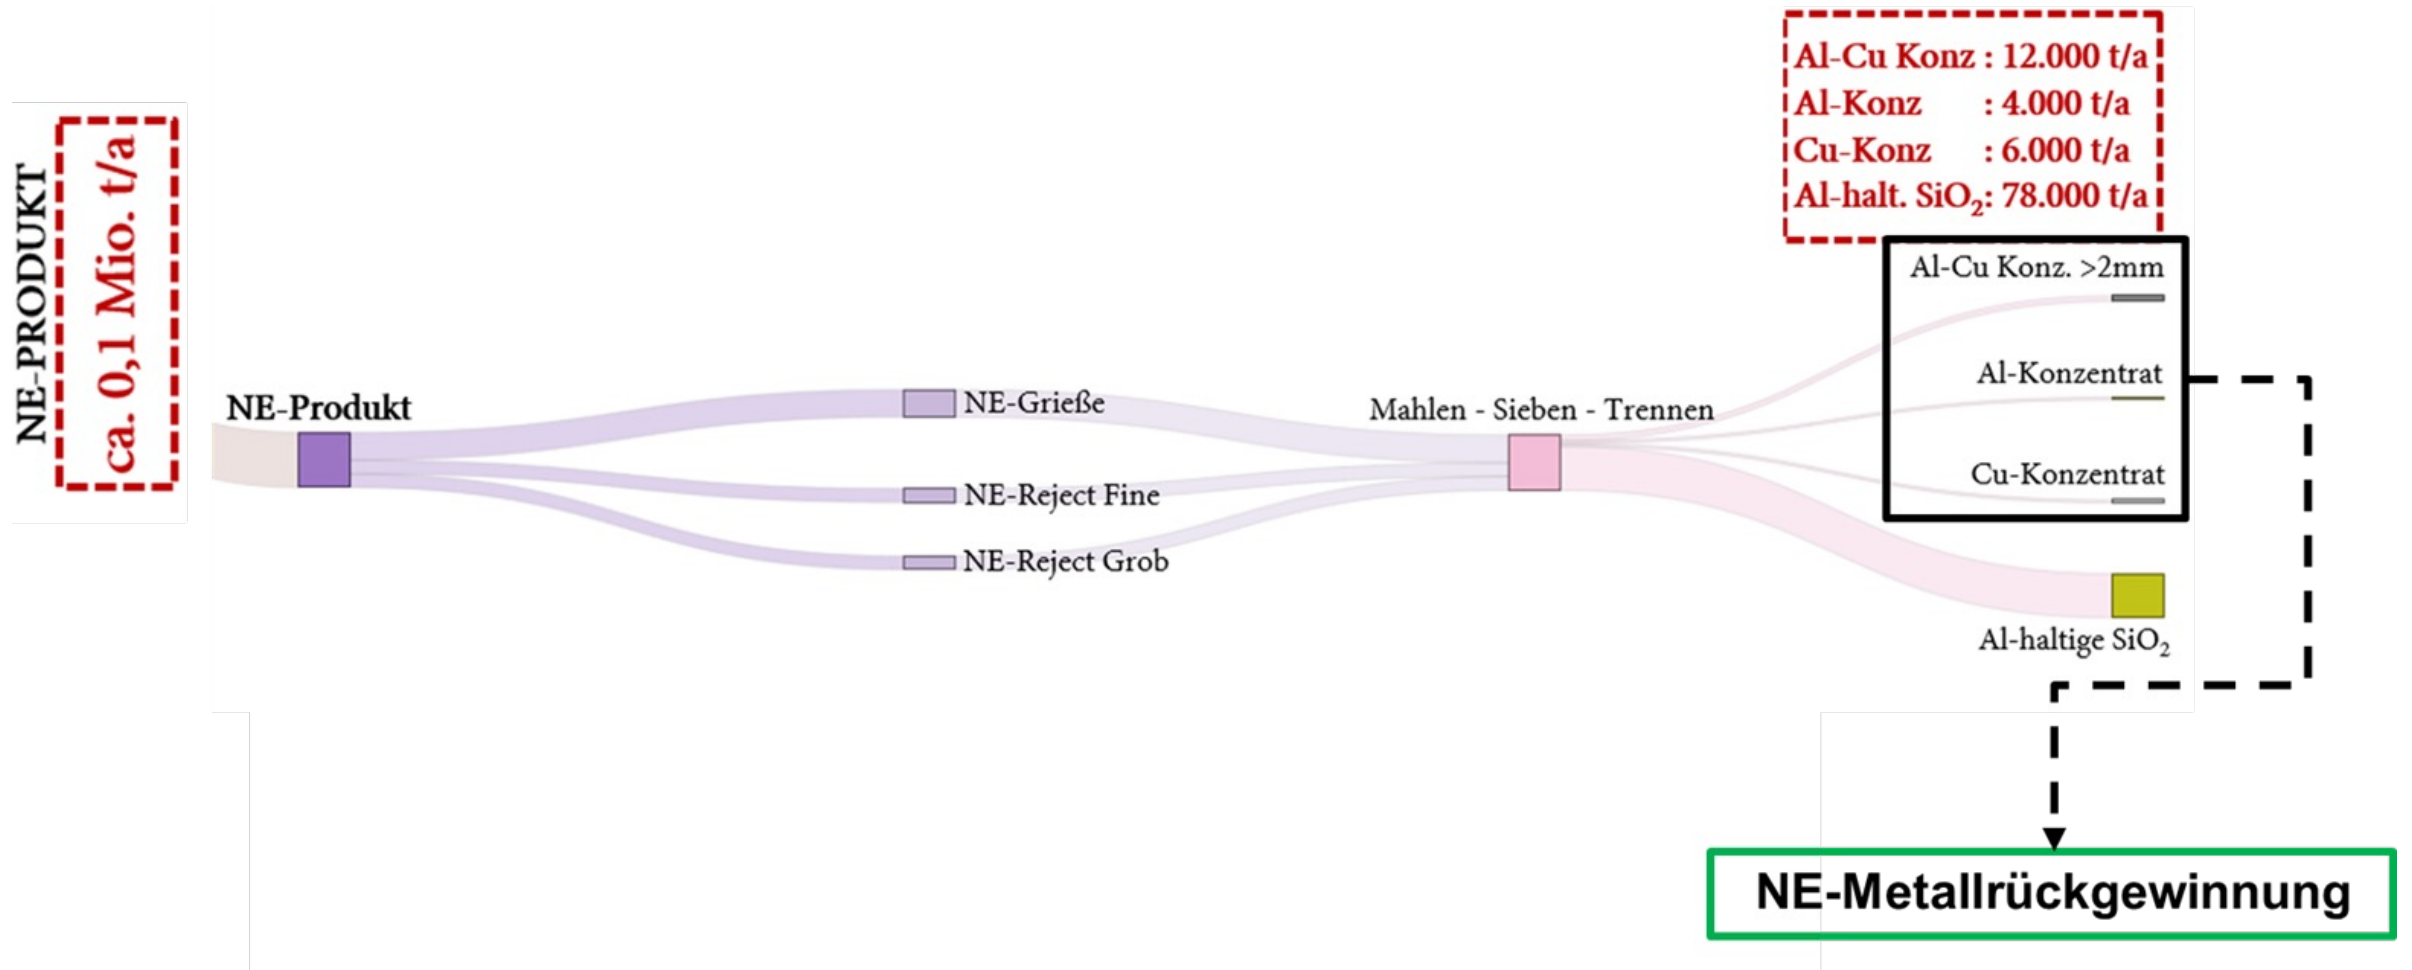 NE-PRODUKT
ca. 0,1 Mio. t/a
NE-Produkt
NE-Grieße
NE-Reject Fine
NE-Reject Grob
Mahlen - Sieben - Trennen
Al-Cu Konz : 12.000 t/a
Al-Konz : 4.000 t/a
Cu-Konz : 6.000 t/a
Al-halt. SiO₂: 78.000 t/a
Al-Cu Konz. >2mm
Al-Konzentrat
Cu-Konzentrat
Al-haltige SiO₂
NE-Metallrückgewinnung